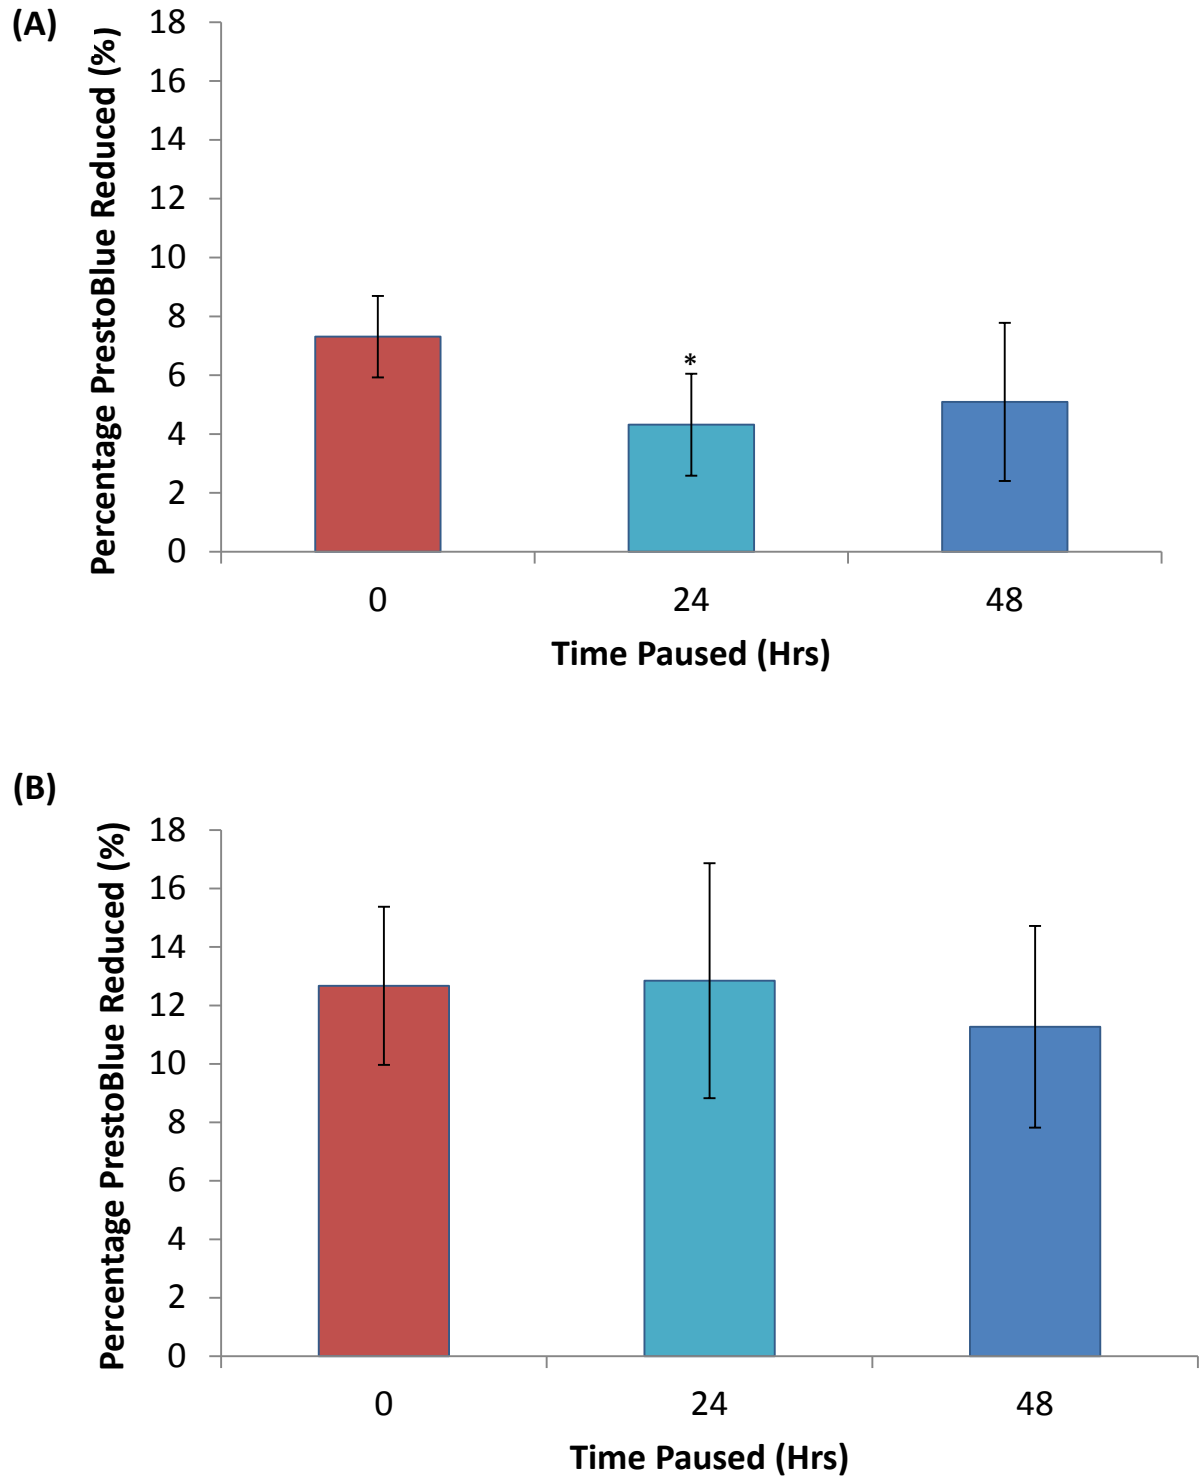 (A)
Percentage PrestoBlue Reduced (%)
18
16
14
12
10
8
6
4
2
0
*
0 24 48
Time Paused (Hrs)
(B)
Percentage PrestoBlue Reduced (%)
18
16
14
12
10
8
6
4
2
0
0 24 48
Time Paused (Hrs)